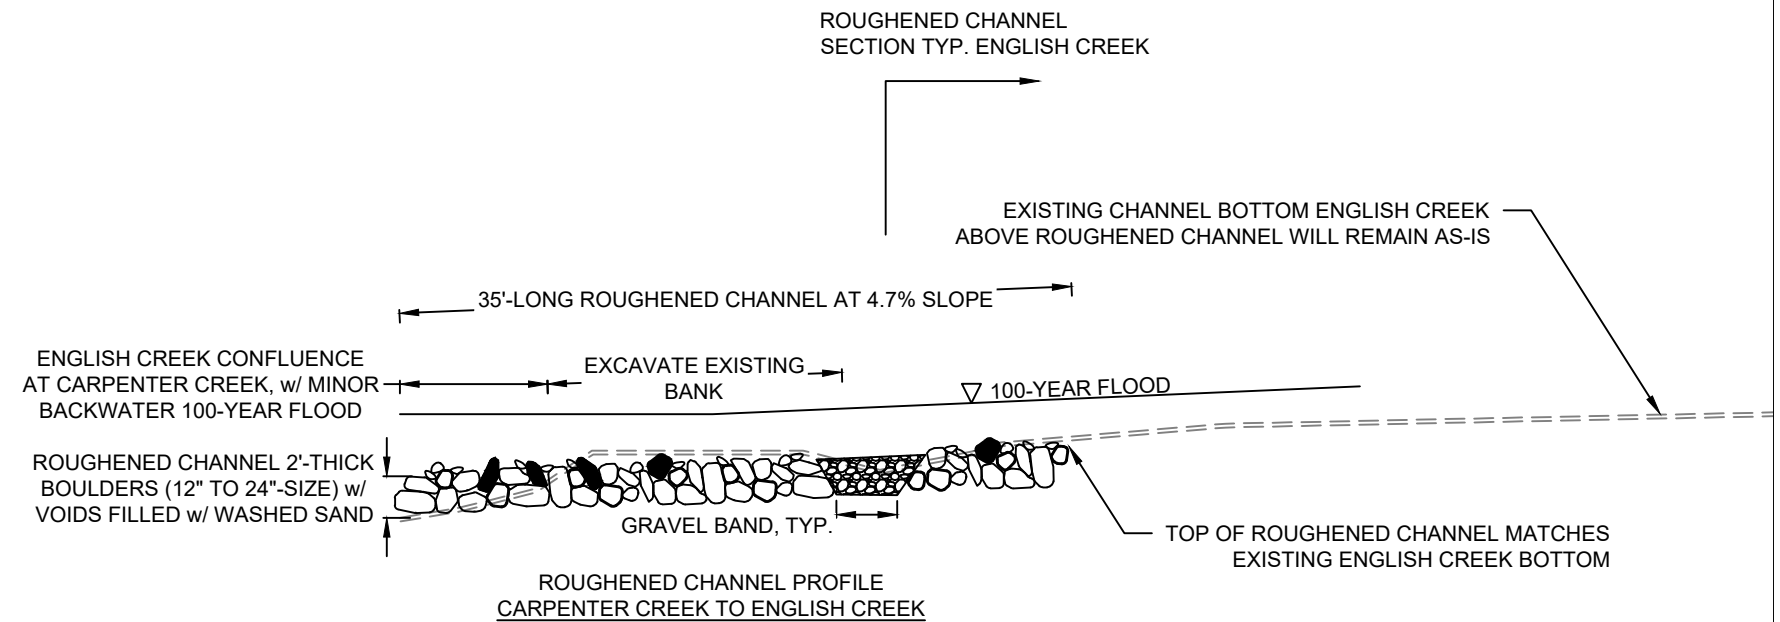 ROUGHENED CHANNEL
SECTION TYP. ENGLISH CREEK
EXISTING CHANNEL BOTTOM ENGLISH CREEK
ABOVE ROUGHENED CHANNEL WILL REMAIN AS-IS
35'-LONG ROUGHENED CHANNEL AT 4.7% SLOPE
ENGLISH CREEK CONFLUENCE
AT CARPENTER CREEK, w/ MINOR
BACKWATER 100-YEAR FLOOD
EXCAVATE EXISTING
BANK
100-YEAR FLOOD
ROUGHENED CHANNEL 2'-THICK
BOULDERS (12" TO 24"-SIZE) w/
VOIDS FILLED w/ WASHED SAND
GRAVEL BAND, TYP.
TOP OF ROUGHENED CHANNEL MATCHES
EXISTING ENGLISH CREEK BOTTOM
ROUGHENED CHANNEL PROFILE
CARPENTER CREEK TO ENGLISH CREEK